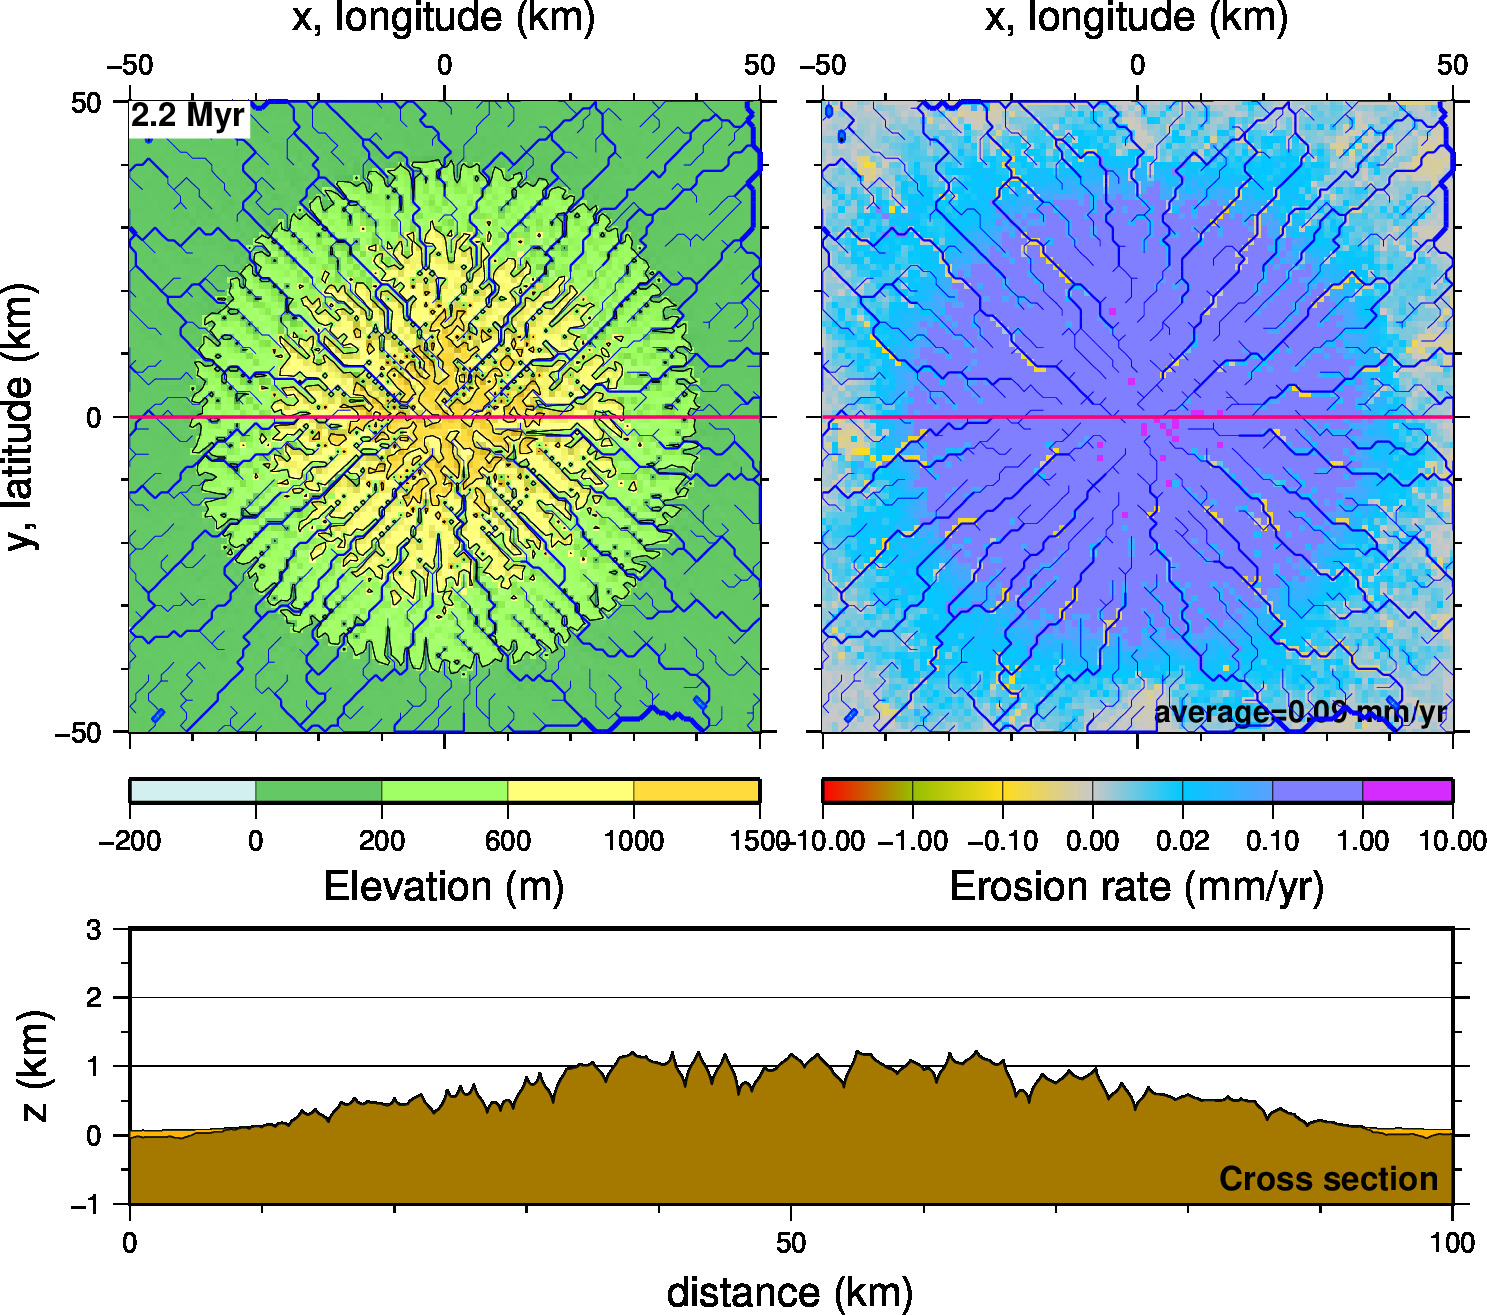 x, longitude (km) x, longitude (km)
−50 0 50 −50 0 50
50
2.2 Myr
y, latitude (km)
0
−50
average=0.09 mm/yr
−200 0 200 600 1000 1500 −10.00 −1.00 −0.10 0.00 0.02 0.10 1.00 10.00
Elevation (m) Erosion rate (mm/yr)
3
2
1
0
−1
z (km)
Cross section
0 50 100
distance (km)